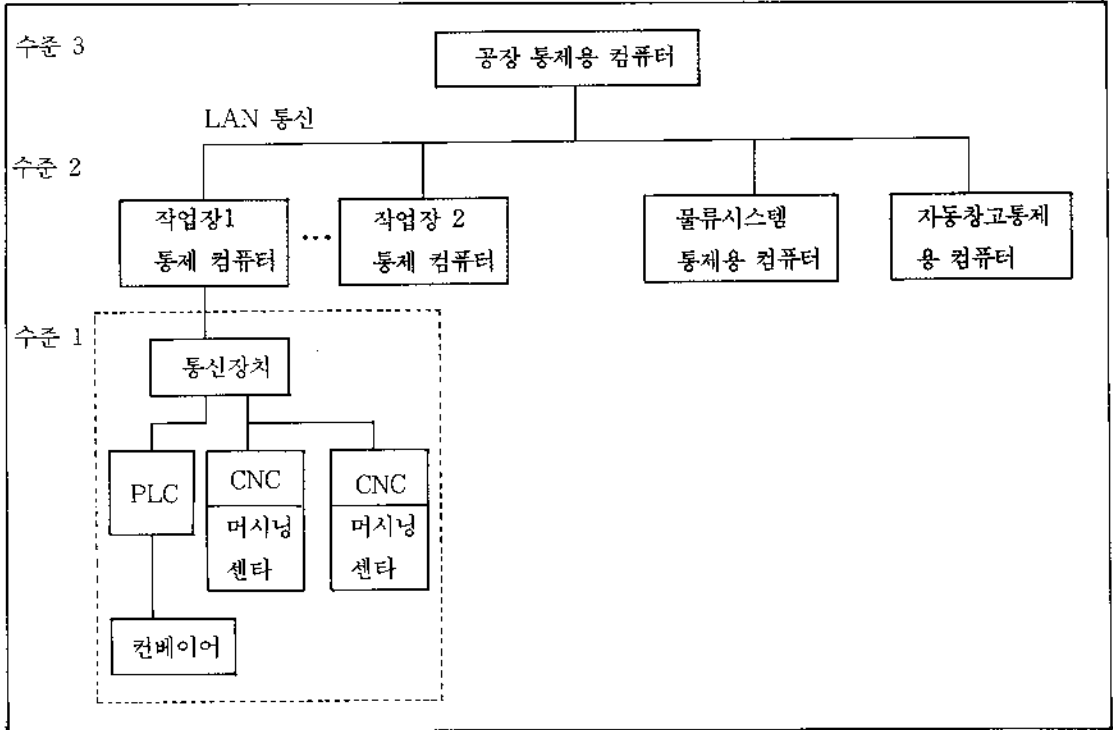 수준 3
공장 통제용 컴퓨터
LAN 통신
수준 2
작업장1
통제 컴퓨터
...
작업장 2
통제 컴퓨터
물류시스템
통제용 컴퓨터
자동창고통제
용 컴퓨터
수준 1
통신장치
PLC
CNC
머시닝
센타
CNC
머시닝
센타
컨베이어